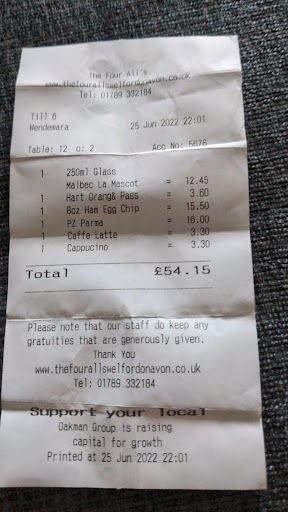 The Four All's
www.thefourallswelfordonavon.co.uk
Tel: 01789 332184
Till 6
Wendemara 25 Jun 2022 22:01
Table: 12 c: 2 Acc No: 5676
1 250ml Glass
Malbec La Mascot = 12.45
1 Hart Orang& Pass = 3.60
1 Boz Ham Egg Chip = 15.50
1 PZ Parma = 16.00
1 Caffe Latte = 3.30
1 Cappucino = 3.30
Total £54.15
Please note that our staff do keep any
gratuities that are generously given.
Thank You
www.thefourallswelfordonavon.co.uk
Tel: 01789 332184
Support your local
Oakman Group is raising
capital for growth
Printed at 25 Jun 2022 22:01